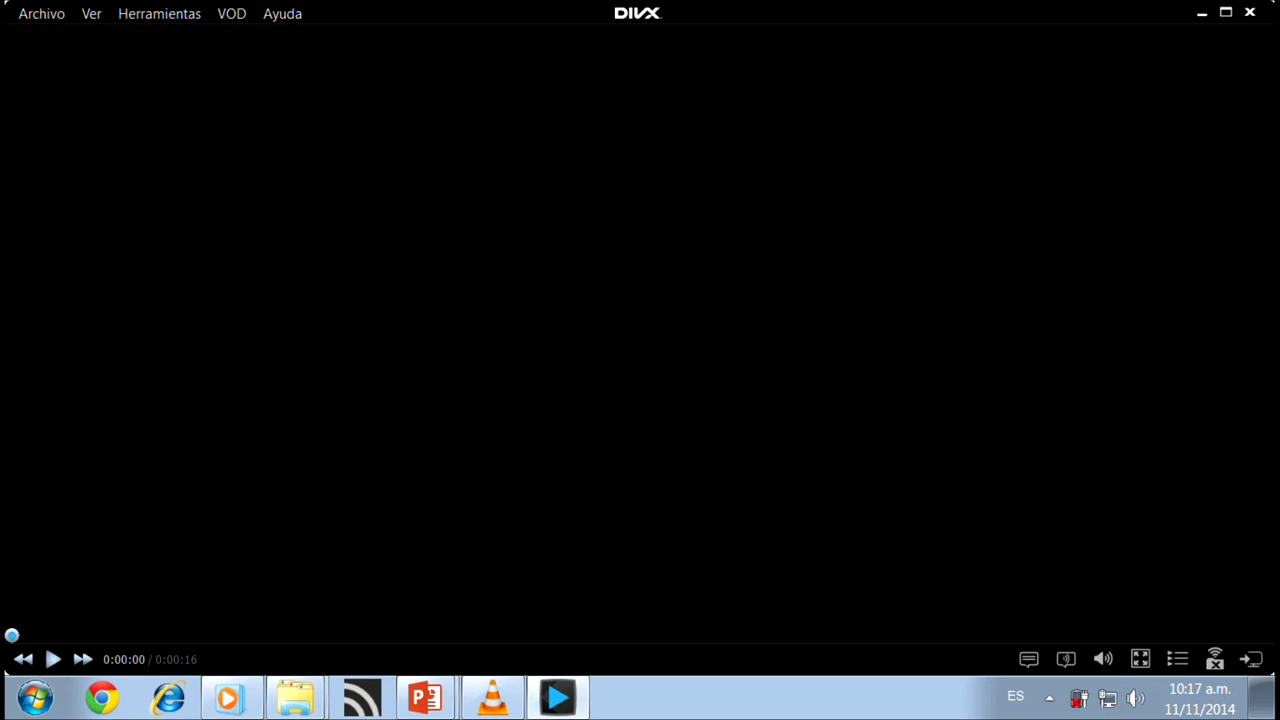 Archivo Ver Herramientas VOD Ayuda DIVX
0:00:00 / 0:00:16
ES
10:17 a.m.
11/11/2014